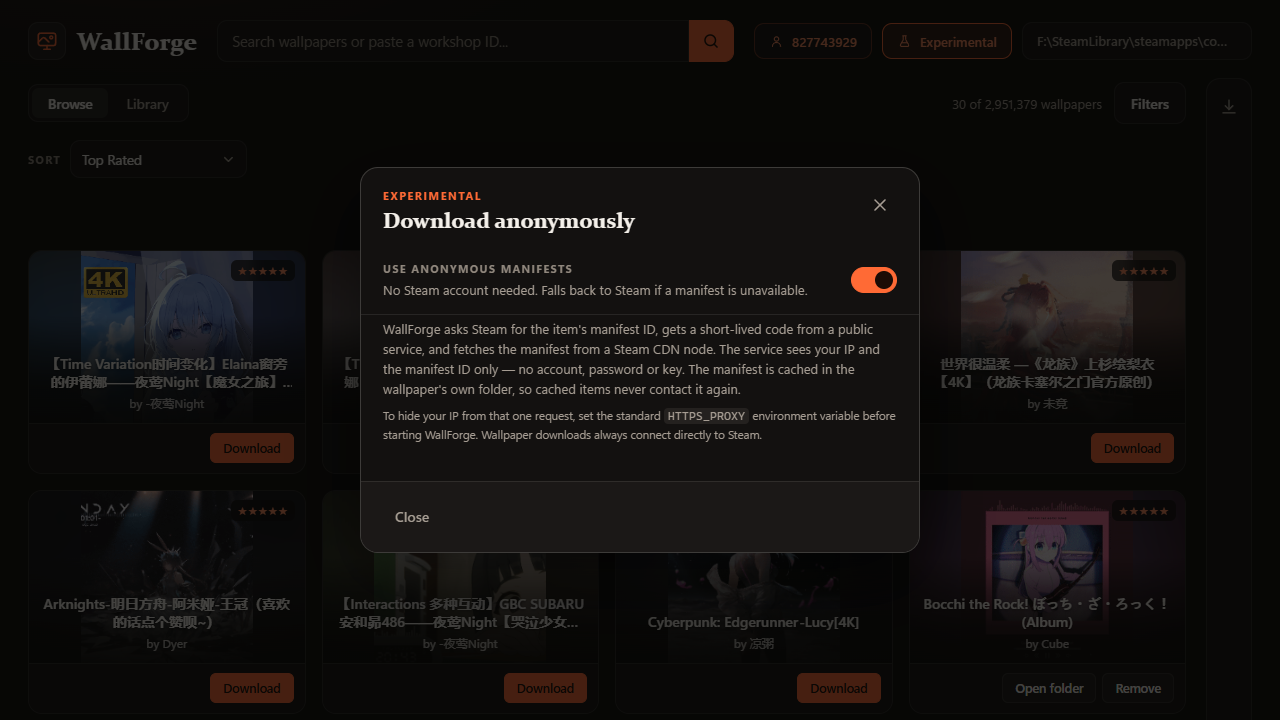 WallForge
Search wallpapers or paste a workshop ID...
827743929
Experimental
F:\SteamLibrary\steamapps\co...
Browse
Library
30 of 2,951,379 wallpapers
Filters
SORT
Top Rated
EXPERIMENTAL
Download anonymously
USE ANONYMOUS MANIFESTS
No Steam account needed. Falls back to Steam if a manifest is unavailable.
WallForge asks Steam for the item's manifest ID, gets a short-lived code from a public
service, and fetches the manifest from a Steam CDN node. The service sees your IP and
the manifest ID only — no account, password or key. The manifest is cached in the
wallpaper's own folder, so cached items never contact it again.
To hide your IP from that one request, set the standard HTTPS_PROXY environment variable before
starting WallForge. Wallpaper downloads always connect directly to Steam.
Close
4K
ULTRA HD
★★★★★
【Time Variation时间变化】Elaina窗旁
的伊蕾娜——夜莺Night【魔女之旅】...
by -夜莺Night
Download
★★★★★
世界很温柔 —《龙族》上杉绘梨衣
【4K】（龙族卡塞尔之门官方原创）
by 未竟
Download
★★★★★
Arknights-明日方舟-阿米娅-王冠（喜欢
的话点个赞呗~）
by Dyer
Download
【Interactions 多种互动】GBC SUBARU
安和昴486——夜莺Night【哭泣少女...
by -夜莺Night
Download
Cyberpunk: Edgerunner-Lucy[4K]
by 凉粥
Download
★★★★★
Bocchi the Rock! ぼっち・ざ・ろっく！
(Album)
by Cube
Open folder
Remove